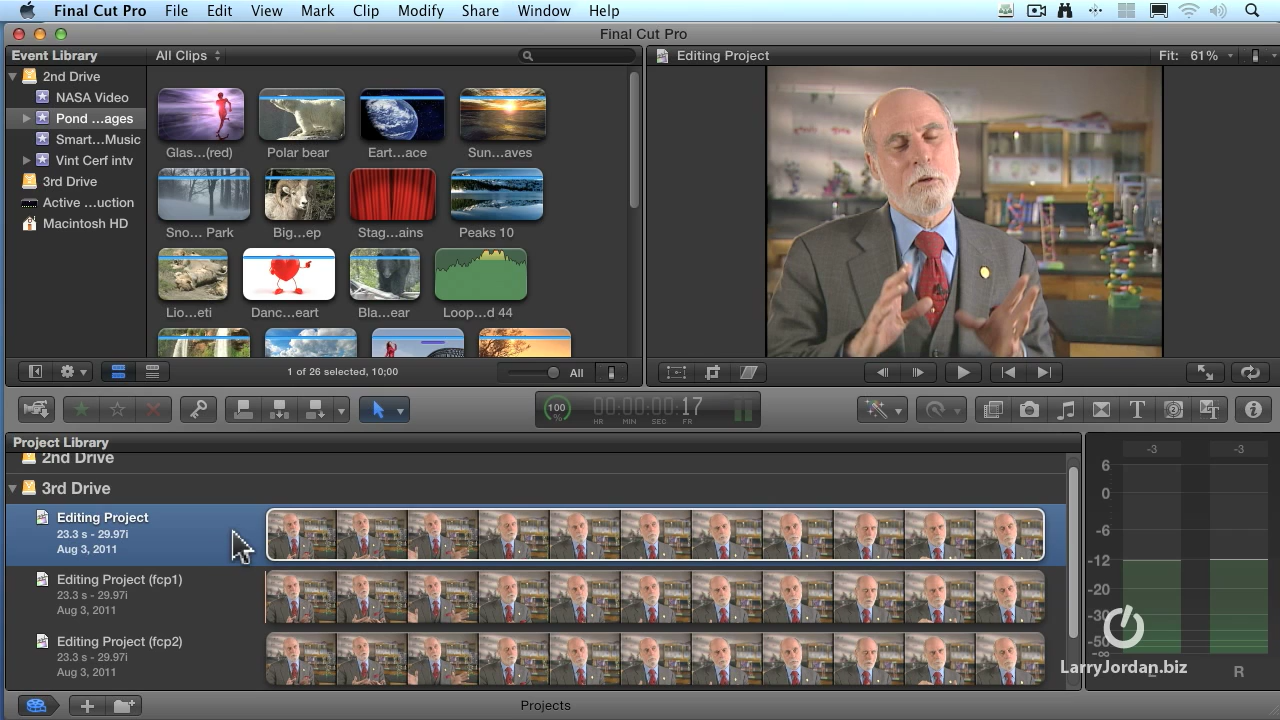 Final Cut Pro File Edit View Mark Clip Modify Share Window Help
Final Cut Pro
Event Library
All Clips
Editing Project
Fit: 61%
2nd Drive
NASA Video
Pond ...ages
Smart...Music
Vint Cerf intv
3rd Drive
Active ...uction
Macintosh HD
Glas...(red)
Polar bear
Eart...ace
Sun...aves
Sno... Park
Big...ep
Stag...ains
Peaks 10
Lio...eti
Danc...eart
Bla...ear
Loop...d 44
1 of 26 selected, 10;00
All
100
%
00:00:00:17
HR MIN SEC FR
Project Library
2nd Drive
3rd Drive
Editing Project
23.3 s - 29.97i
Aug 3, 2011
Editing Project (fcp1)
23.3 s - 29.97i
Aug 3, 2011
Editing Project (fcp2)
23.3 s - 29.97i
Aug 3, 2011
-3 -3
6
0
-6
-12
-20
-30
-50
-∞
L R
LarryJordan.biz
Projects